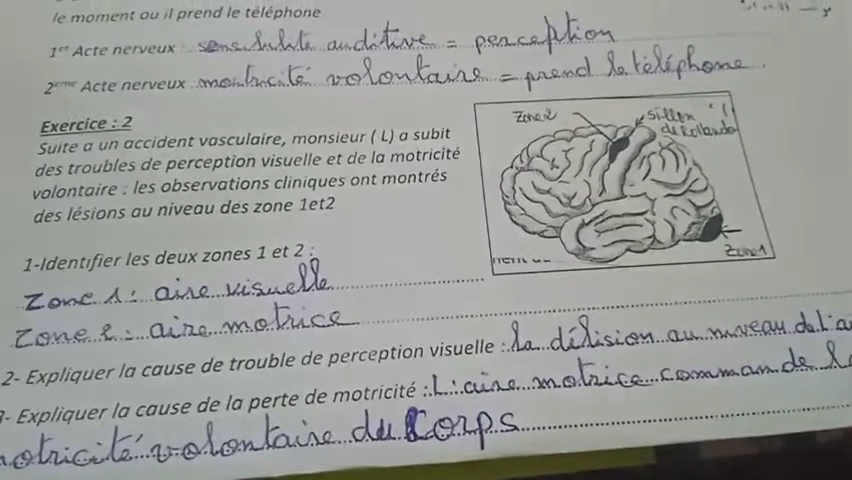 le moment ou il prend le téléphone
1er Acte nerveux : sensibilité auditive = perception
2eme Acte nerveux motricité volontaire = prend le téléphone.
Exercice : 2
Suite a un accident vasculaire, monsieur ( L) a subit
des troubles de perception visuelle et de la motricité
volontaire : les observations cliniques ont montrés
des lésions au niveau des zone 1et2
Zone 2
sillon
de Rolando
Zone 1
1-Identifier les deux zones 1 et 2 :
Zone 1 : aire visuelle
Zone 2 : aire motrice
2- Expliquer la cause de trouble de perception visuelle : la délision au niveau de l'a
3- Expliquer la cause de la perte de motricité : L'aire motrice commande la
motricité volontaire du Corps